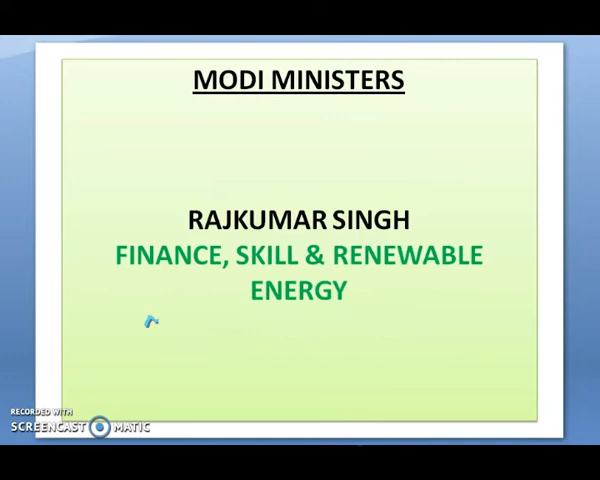 MODI MINISTERS
RAJKUMAR SINGH
FINANCE, SKILL & RENEWABLE
ENERGY
RECORDED WITH
SCREENCAST MATIC